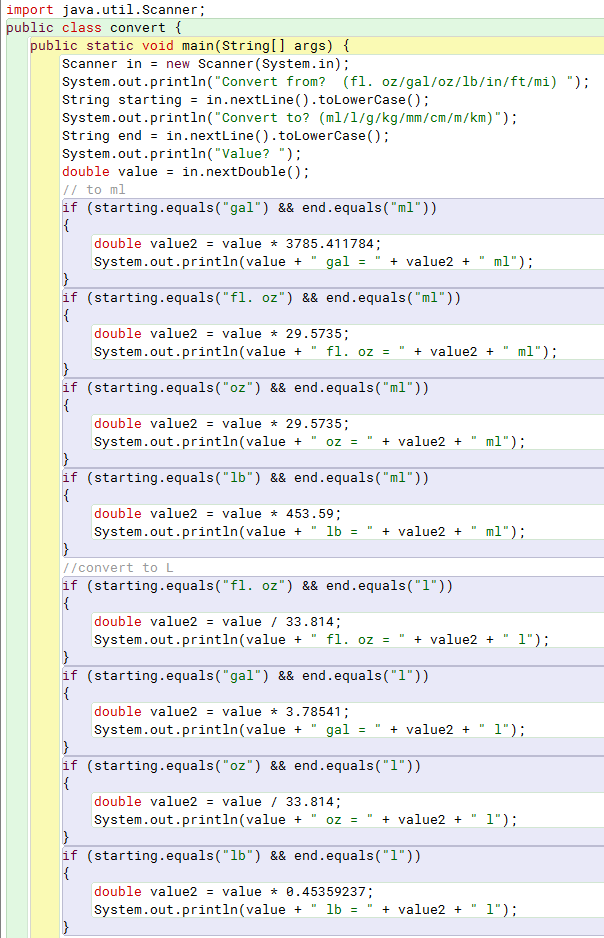 import java.util.Scanner;
public class convert {
public static void main(String[] args) {
Scanner in = new Scanner(System.in);
System.out.println("Convert from?  (fl. oz/gal/oz/lb/in/ft/mi) ");
String starting = in.nextLine().toLowerCase();
System.out.println("Convert to? (ml/l/g/kg/mm/cm/m/km)");
String end = in.nextLine().toLowerCase();
System.out.println("Value? ");
double value = in.nextDouble();
// to ml
if (starting.equals("gal") && end.equals("ml"))
{
double value2 = value * 3785.411784;
System.out.println(value + " gal = " + value2 + " ml");
}
if (starting.equals("fl. oz") && end.equals("ml"))
{
double value2 = value * 29.5735;
System.out.println(value + " fl. oz = " + value2 + " ml");
}
if (starting.equals("oz") && end.equals("ml"))
{
double value2 = value * 29.5735;
System.out.println(value + " oz = " + value2 + " ml");
}
if (starting.equals("lb") && end.equals("ml"))
{
double value2 = value * 453.59;
System.out.println(value + " lb = " + value2 + " ml");
}
//convert to L
if (starting.equals("fl. oz") && end.equals("l"))
{
double value2 = value / 33.814;
System.out.println(value + " fl. oz = " + value2 + " l");
}
if (starting.equals("gal") && end.equals("l"))
{
double value2 = value * 3.78541;
System.out.println(value + " gal = " + value2 + " l");
}
if (starting.equals("oz") && end.equals("l"))
{
double value2 = value / 33.814;
System.out.println(value + " oz = " + value2 + " l");
}
if (starting.equals("lb") && end.equals("l"))
{
double value2 = value * 0.45359237;
System.out.println(value + " lb = " + value2 + " l");
}